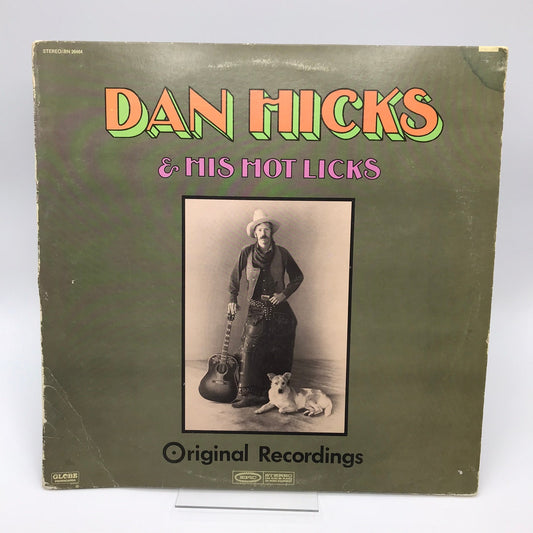 STEREO/BN 26464
DAN HICKS
& HIS HOT LICKS
Original Recordings
GLOBE
EPIC
STEREO